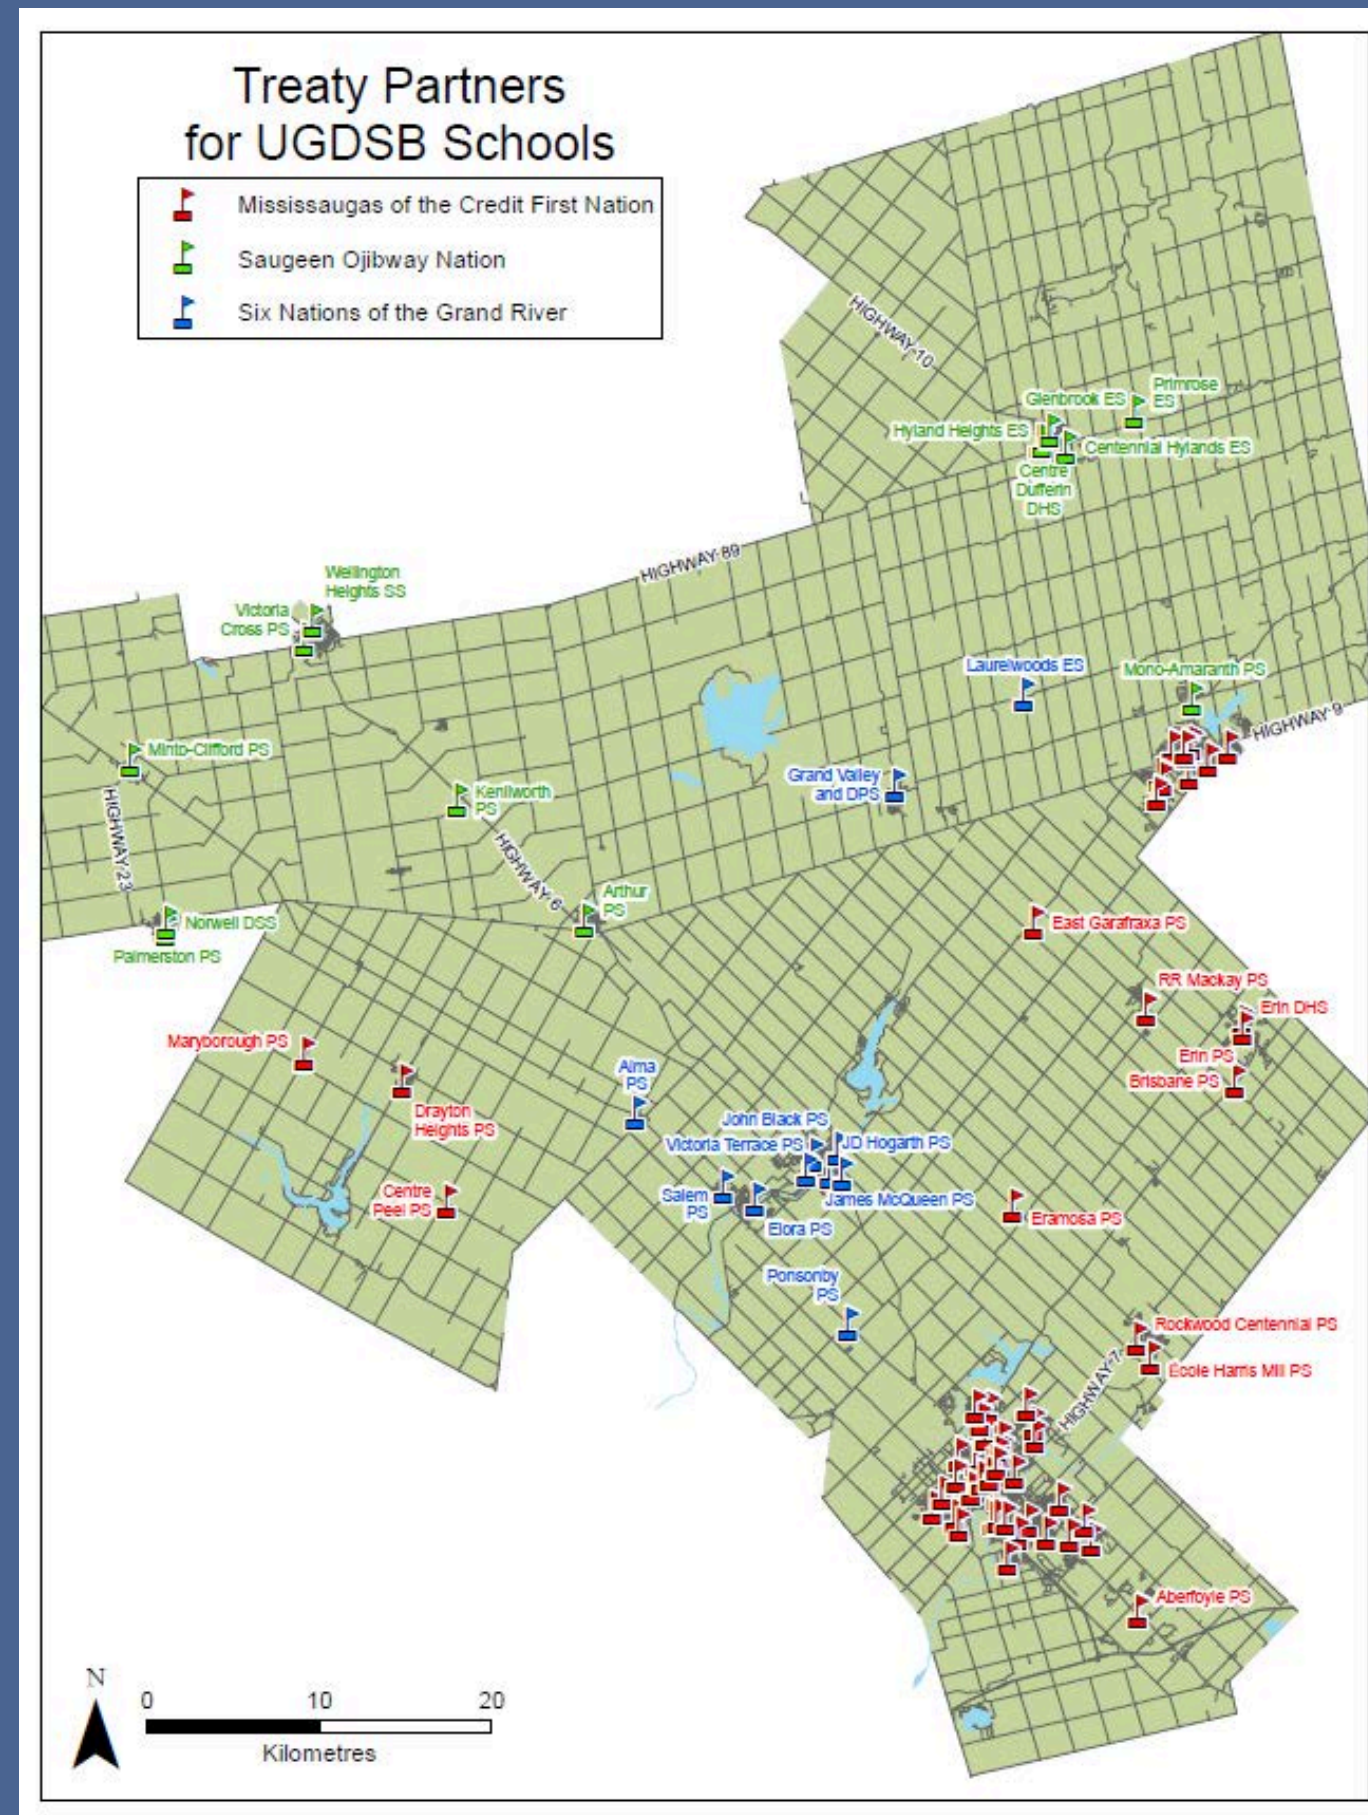 Treaty Partners
for UGDSB Schools
Mississaugas of the Credit First Nation
Saugeen Ojibway Nation
Six Nations of the Grand River
HIGHWAY 10
Primrose
ES
Glenbrook ES
Hyland Heights ES
Centennial Hylands ES
Centre
Dufferin
DHS
HIGHWAY 89
Wellington
Heights SS
Victoria
Cross PS
Laurelwoods ES
Mono-Amaranth PS
HIGHWAY 9
Minto-Clifford PS
Grand Valley
and DPS
Kenilworth
PS
HIGHWAY 23
HIGHWAY 6
Arthur
PS
Norwell DSS
Palmerston PS
East Garafraxa PS
RR Mackay PS
Erin DHS
Erin PS
Brisbane PS
Maryborough PS
Drayton
Heights PS
Alma
PS
John Black PS
Victoria Terrace PS
JD Hogarth PS
Centre
Peel PS
Salem
PS
James McQueen PS
Elora PS
Eramosa PS
Ponsonby
PS
Rockwood Centennial PS
École Harris Mill PS
HIGHWAY 7
Aberfoyle PS
N
0 10 20
Kilometres